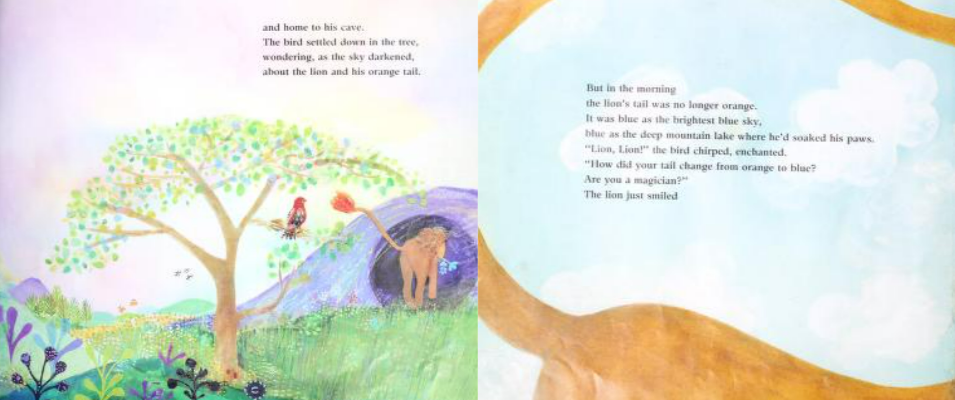 and home to his cave.
The bird settled down in the tree,
wondering, as the sky darkened,
about the lion and his orange tail.
But in the morning
the lion's tail was no longer orange.
It was blue as the brightest blue sky,
blue as the deep mountain lake where he'd soaked his paws.
"Lion, Lion!" the bird chirped, enchanted.
"How did your tail change from orange to blue?
Are you a magician?"
The lion just smiled